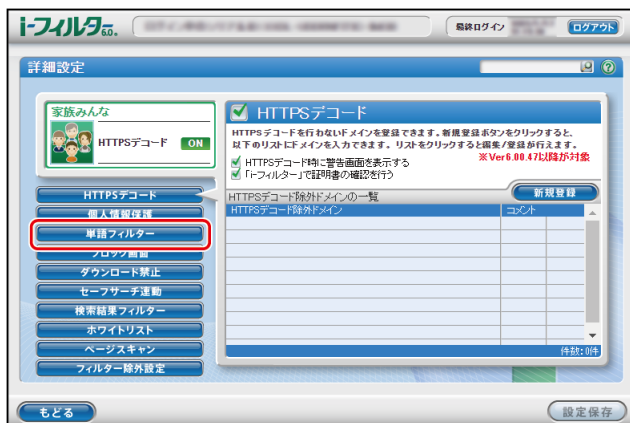 i-フィルター6.0.
最終ログイン
ログアウト
詳細設定
家族みんな
HTTPSデコード ON
HTTPSデコード
個人情報保護
単語フィルター
ブロック画面
ダウンロード禁止
セーフサーチ連動
検索結果フィルター
ホワイトリスト
ページスキャン
フィルター除外設定
HTTPSデコード
HTTPSデコードを行わないドメインを登録できます。新規登録ボタンをクリックすると、
以下のリストにドメインを入力できます。リストをクリックすると編集/登録が行えます。
HTTPSデコード時に警告画面を表示する
※Ver6.00.47以降が対象
「i-フィルター」で証明書の確認を行う
HTTPSデコード除外ドメインの一覧
新規登録
HTTPSデコード除外ドメイン コメント
件数:0件
もどる
設定保存